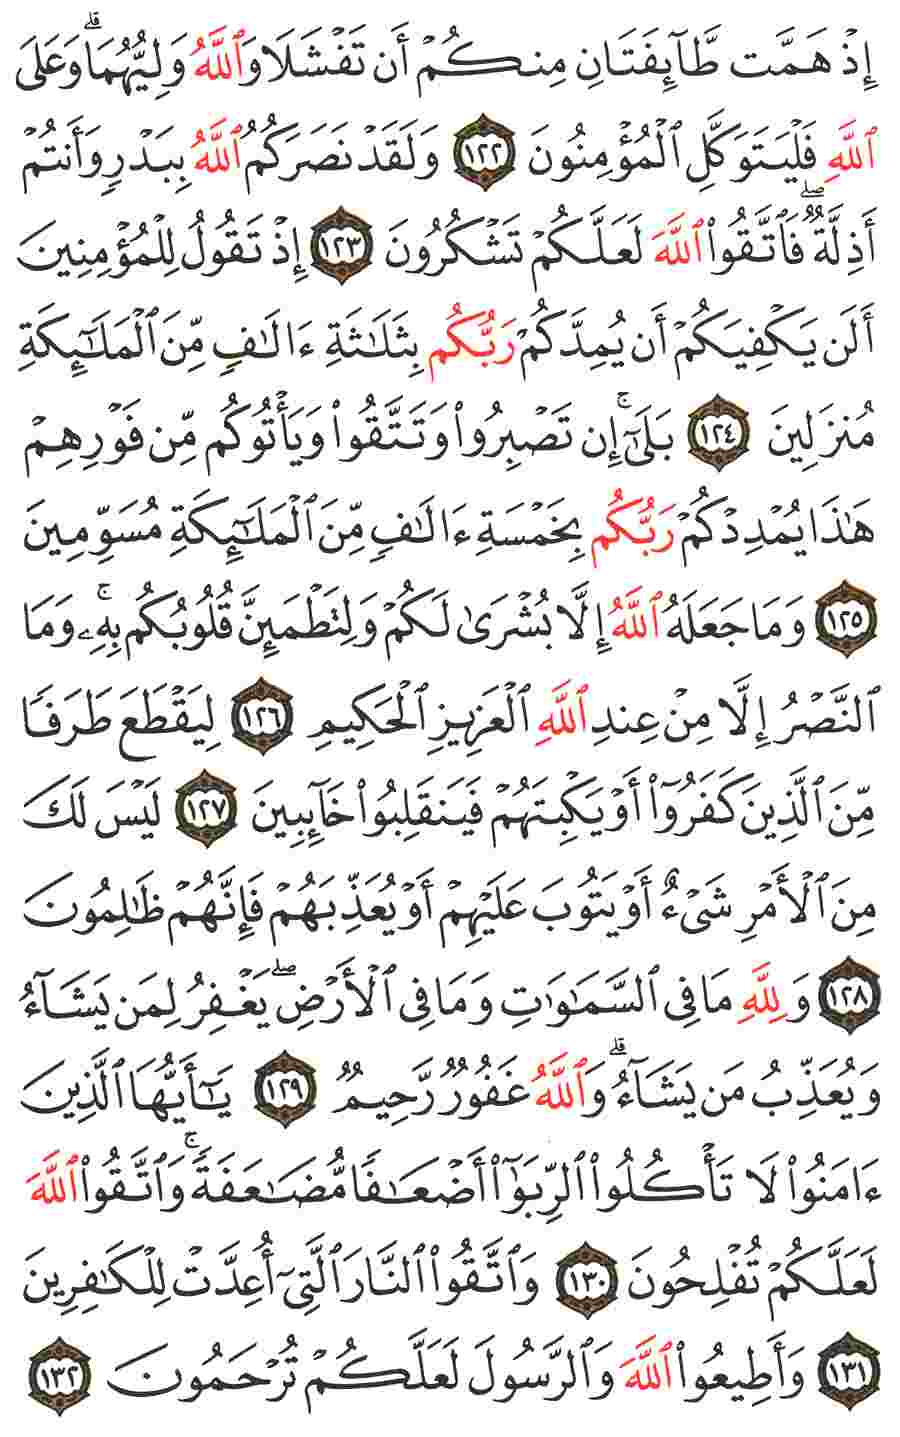 إِذْ هَمَّت طَّآئِفَتَانِ مِنكُمْ أَن تَفْشَلَا وَٱللَّهُ وَلِيُّهُمَا ۗ وَعَلَى
ٱللَّهِ فَلْيَتَوَكَّلِ ٱلْمُؤْمِنُونَ ١٢٢ وَلَقَدْ نَصَرَكُمُ ٱللَّهُ بِبَدْرٍ وَأَنتُمْ
أَذِلَّةٌ ۖ فَٱتَّقُوا۟ ٱللَّهَ لَعَلَّكُمْ تَشْكُرُونَ ١٢٣ إِذْ تَقُولُ لِلْمُؤْمِنِينَ
أَلَن يَكْفِيَكُمْ أَن يُمِدَّكُمْ رَبُّكُم بِثَلَٰثَةِ ءَالَٰفٍ مِّنَ ٱلْمَلَٰٓئِكَةِ
مُنزَلِينَ ١٢٤ بَلَىٰٓ ۚ إِن تَصْبِرُوا۟ وَتَتَّقُوا۟ وَيَأْتُوكُم مِّن فَوْرِهِمْ
هَٰذَا يُمْدِدْكُمْ رَبُّكُم بِخَمْسَةِ ءَالَٰفٍ مِّنَ ٱلْمَلَٰٓئِكَةِ مُسَوِّمِينَ
١٢٥ وَمَا جَعَلَهُ ٱللَّهُ إِلَّا بُشْرَىٰ لَكُمْ وَلِتَطْمَئِنَّ قُلُوبُكُم بِهِۦ ۗ وَمَا
ٱلنَّصْرُ إِلَّا مِنْ عِندِ ٱللَّهِ ٱلْعَزِيزِ ٱلْحَكِيمِ ١٢٦ لِيَقْطَعَ طَرَفًا
مِّنَ ٱلَّذِينَ كَفَرُوٓا۟ أَوْ يَكْبِتَهُمْ فَيَنقَلِبُوا۟ خَآئِبِينَ ١٢٧ لَيْسَ لَكَ
مِنَ ٱلْأَمْرِ شَىْءٌ أَوْ يَتُوبَ عَلَيْهِمْ أَوْ يُعَذِّبَهُمْ فَإِنَّهُمْ ظَٰلِمُونَ
١٢٨ وَلِلَّهِ مَا فِى ٱلسَّمَٰوَٰتِ وَمَا فِى ٱلْأَرْضِ ۚ يَغْفِرُ لِمَن يَشَآءُ
وَيُعَذِّبُ مَن يَشَآءُ ۗ وَٱللَّهُ غَفُورٌ رَّحِيمٌ ١٢٩ يَٰٓأَيُّهَا ٱلَّذِينَ
ءَامَنُوا۟ لَا تَأْكُلُوا۟ ٱلرِّبَوٰٓا۟ أَضْعَٰفًا مُّضَٰعَفَةً ۖ وَٱتَّقُوا۟ ٱللَّهَ
لَعَلَّكُمْ تُفْلِحُونَ ١٣٠ وَٱتَّقُوا۟ ٱلنَّارَ ٱلَّتِىٓ أُعِدَّتْ لِلْكَٰفِرِينَ
١٣١ وَأَطِيعُوا۟ ٱللَّهَ وَٱلرَّسُولَ لَعَلَّكُمْ تُرْحَمُونَ ١٣٢